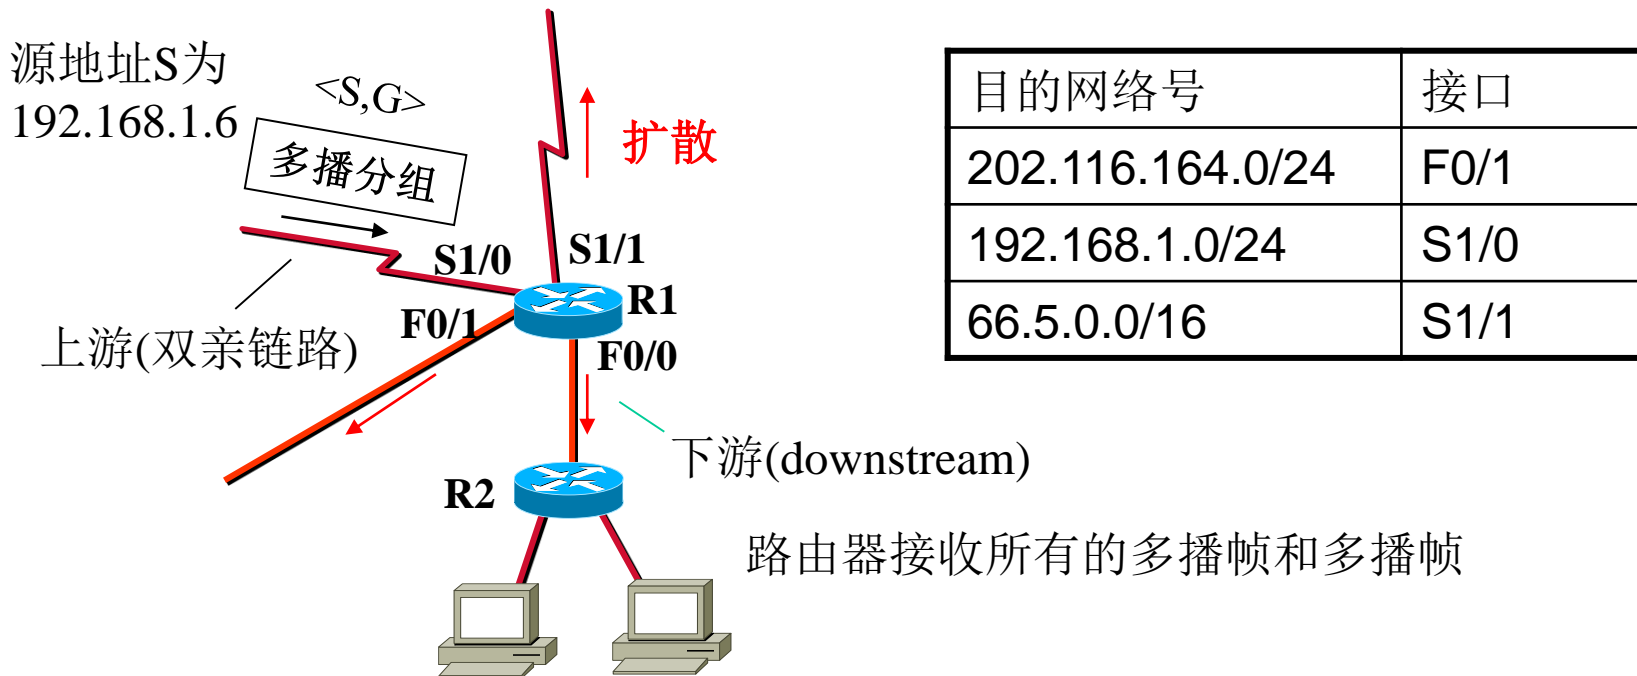 源地址S为
192.168.1.6
<S,G>
多播分组
扩散
S1/0
S1/1
R1
F0/1
F0/0
上游(双亲链路)
下游(downstream)
R2
路由器接收所有的多播帧和多播帧
目的网络号 接口
202.116.164.0/24 F0/1
192.168.1.0/24 S1/0
66.5.0.0/16 S1/1